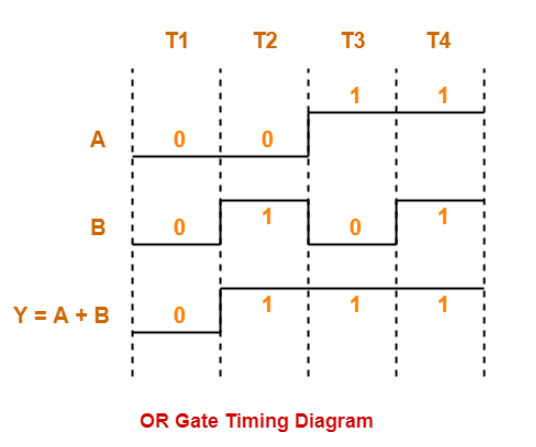 T1 T2 T3 T4
1 1
A 0 0
B 0 1 0 1
Y = A + B 0 1 1 1
OR Gate Timing Diagram